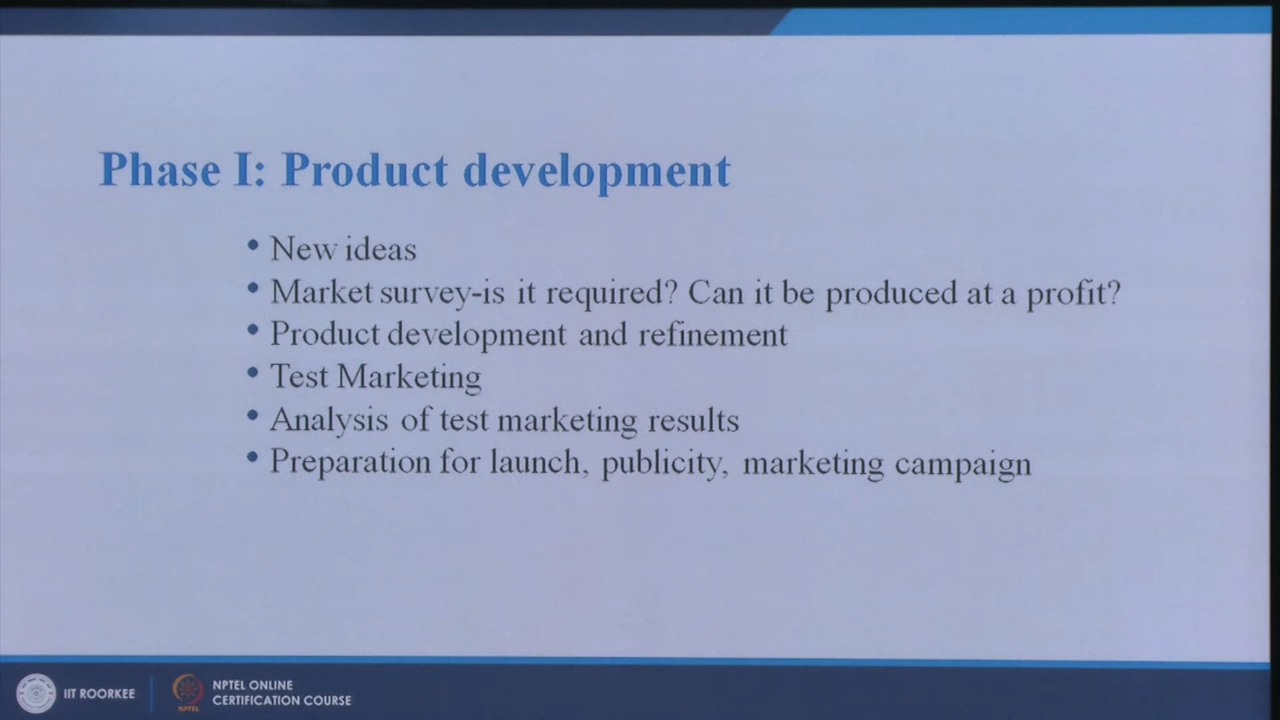 Phase I: Product development
• New ideas
• Market survey-is it required? Can it be produced at a profit?
• Product development and refinement
• Test Marketing
• Analysis of test marketing results
• Preparation for launch, publicity, marketing campaign
IIT ROORKEE
NPTEL ONLINE
CERTIFICATION COURSE
NPTEL